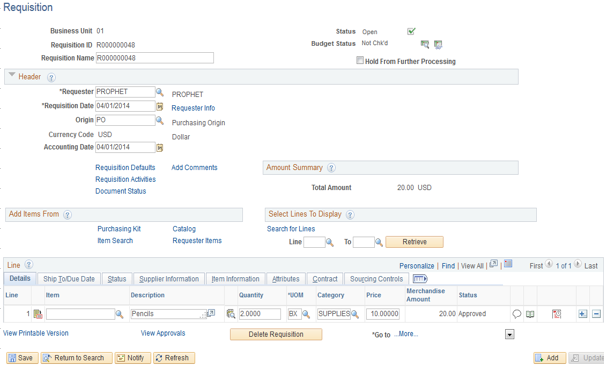 Requisition
Business Unit 01 Status Open
Requisition ID R000000048 Budget Status Not Chk'd
Requisition Name R000000048 Hold From Further Processing
Header
*Requester PROPHET PROPHET
*Requisition Date 04/01/2014 Requester Info
Origin PO Purchasing Origin
Currency Code USD Dollar
Accounting Date 04/01/2014
Requisition Defaults Add Comments Amount Summary
Requisition Activities
Document Status Total Amount 20.00 USD
Add Items From Select Lines To Display
Purchasing Kit Catalog Search for Lines
Item Search Requester Items Line To Retrieve
Line Personalize | Find | View All | First 1 of 1 Last
Details Ship To/Due Date Status Supplier Information Item Information Attributes Contract Sourcing Controls
Line Item Description Quantity *UOM Category Price Merchandise Amount Status
1 Pencils 2.0000 BX SUPPLIES 10.00000 20.00 Approved
View Printable Version View Approvals Delete Requisition *Go to ...More...
Save Return to Search Notify Refresh Add Update